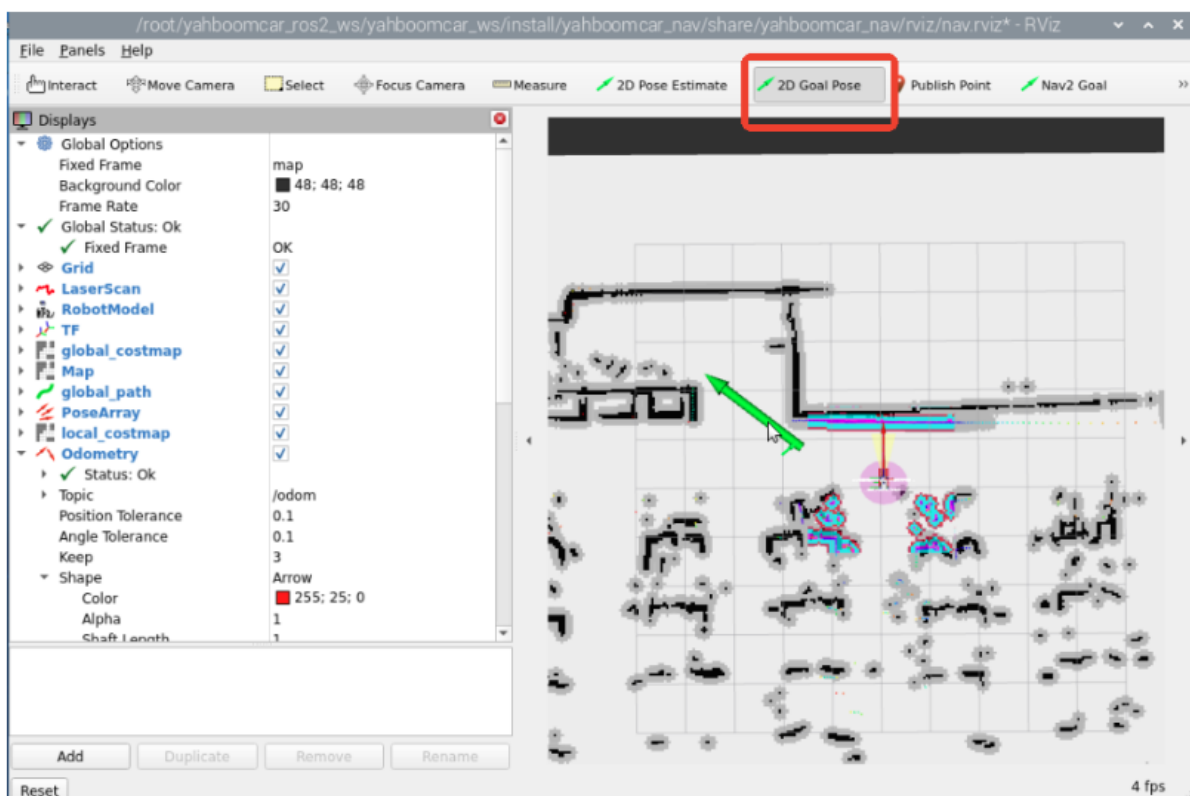 /root/yahboomcar_ros2_ws/yahboomcar_ws/install/yahboomcar_nav/share/yahboomcar_nav/rviz/nav.rviz* - RViz
File Panels Help
Interact Move Camera Select Focus Camera Measure 2D Pose Estimate 2D Goal Pose Publish Point Nav2 Goal »
Displays
Global Options
Fixed Frame map
Background Color 48; 48; 48
Frame Rate 30
Global Status: Ok
Fixed Frame OK
Grid
LaserScan
RobotModel
TF
global_costmap
Map
global_path
PoseArray
local_costmap
Odometry
Status: Ok
Topic /odom
Position Tolerance 0.1
Angle Tolerance 0.1
Keep 3
Shape Arrow
Color 255; 25; 0
Alpha 1
Shaft Length 1
Add Duplicate Remove Rename
Reset
4 fps